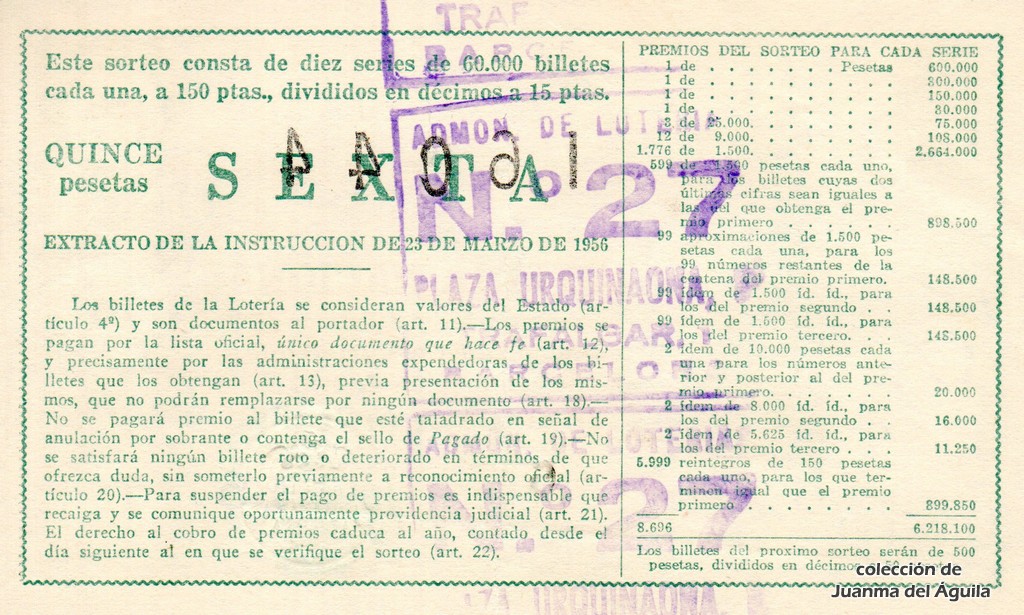 TRAF
BARCE
Este sorteo consta de diez series de 60.000 billetes
cada una, a 150 ptas., divididos en décimos a 15 ptas.
QUINCE
pesetas
SEXTA
EXTRACTO DE LA INSTRUCCION DE 23 DE MARZO DE 1956
Los billetes de la Lotería se consideran valores del Estado (ar-
tículo 4º) y son documentos al portador (art. 11).—Los premios se
pagan por la lista oficial, único documento que hace fe (art. 12),
y precisamente por las administraciones expendedoras de los bi-
lletes que los obtengan (art. 13), previa presentación de los mis-
mos, que no podrán remplazarse por ningún documento (art. 18).—
No se pagará premio al billete que esté taladrado en señal de
anulación por sobrante o contenga el sello de Pagado (art. 19).—No
se satisfará ningún billete roto o deteriorado en términos de que
ofrezca duda, sin someterlo previamente a reconocimiento oficial (ar-
tículo 20).—Para suspender el pago de premios es indispensable que
recaiga y se comunique oportunamente providencia judicial (art. 21).
El derecho al cobro de premios caduca al año, contado desde el
día siguiente al en que se verifique el sorteo (art. 22).
ADMON. DE LOTERIA
N.º 27
PLAZA URQUINAONA,
TRAFALGAR,
BARCELONA
DE LOTERIA
N.º 27
PLAZA URQUINAONA,
PREMIOS DEL SORTEO PARA CADA SERIE
1 de . . . . . . . . Pesetas 600.000
1 de . . . . . . . . . . 300.000
1 de . . . . . . . . . . 150.000
1 de . . . . . . . . . . 80.000
3 de 25.000. . . . . . . 75.000
12 de 9.000. . . . . . . 108.000
1.776 de 1.500. . . . . . . 2.664.000
599 de pesetas cada uno,
para los billetes cuyas dos
últimas cifras sean iguales a
las del que obtenga el pre-
mio primero . . . . . . 898.500
99 aproximaciones de 1.500 pe-
setas cada una, para los
99 números restantes de la
centena del premio primero. 148.500
99 ídem de 1.500 íd. íd., para
los del premio segundo . . 148.500
99 ídem de 1.500 íd. íd., para
los del premio tercero. . . 148.500
2 ídem de 10.000 pesetas cada
una para los números ante-
rior y posterior al del pre-
mio primero. . . . . . . 20.000
2 ídem de 8.000 íd. íd., para
los del premio segundo . . 16.000
2 ídem de 5.625 íd. íd., para
los del premio tercero . . . 11.250
5.999 reintegros de 150 pesetas
cada uno, para los que ter-
minen igual que el premio
primero . . . . . . . . 899.850
8.696 6.218.100
Los billetes del proximo sorteo serán de 500
pesetas, divididos en décimos
colección de
Juanma del Águila